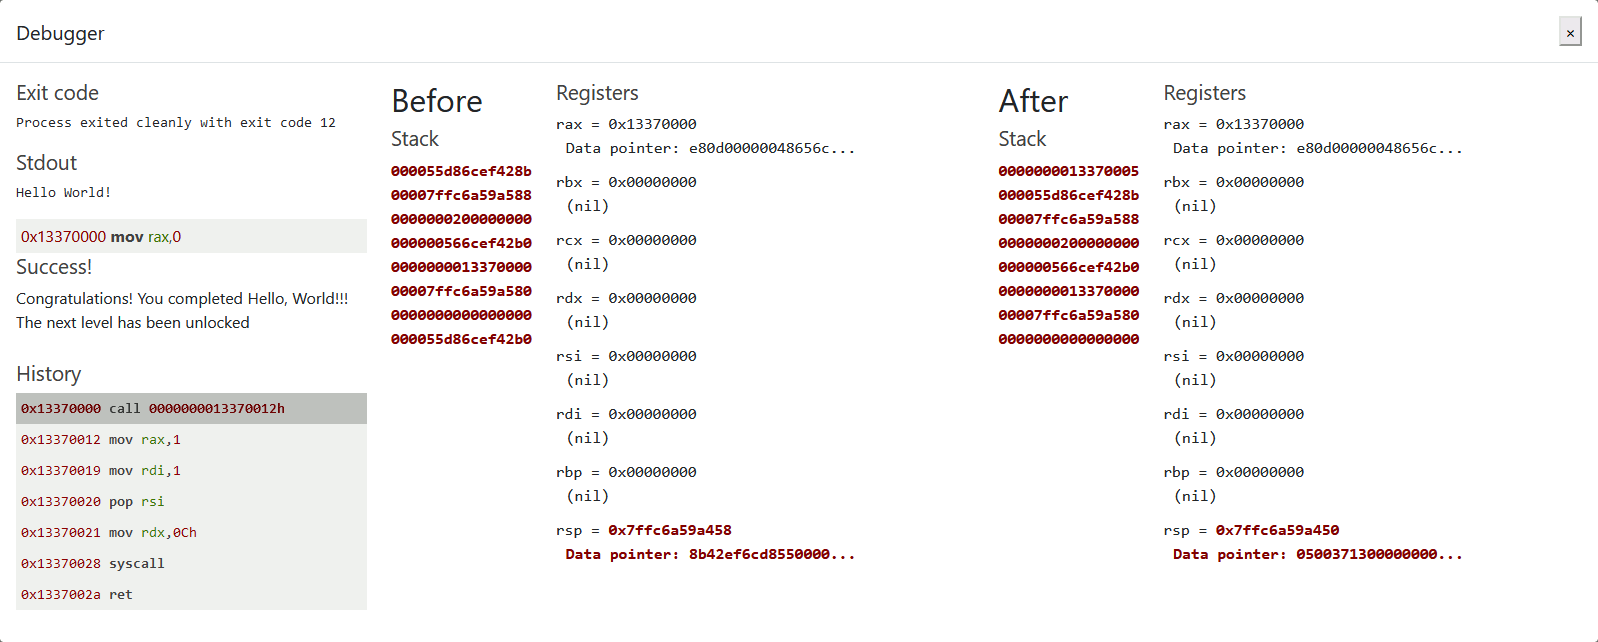 Debugger
×
Exit code
Process exited cleanly with exit code 12
Stdout
Hello World!
0x13370000 mov rax,0
Success!
Congratulations! You completed Hello, World!!!
The next level has been unlocked
History
0x13370000 call 0000000013370012h
0x13370012 mov rax,1
0x13370019 mov rdi,1
0x13370020 pop rsi
0x13370021 mov rdx,0Ch
0x13370028 syscall
0x1337002a ret
Before
Stack
000055d86cef428b
00007ffc6a59a588
0000000200000000
000000566cef42b0
0000000013370000
00007ffc6a59a580
0000000000000000
000055d86cef42b0
Registers
rax = 0x13370000
Data pointer: e80d00000048656c...
rbx = 0x00000000
(nil)
rcx = 0x00000000
(nil)
rdx = 0x00000000
(nil)
rsi = 0x00000000
(nil)
rdi = 0x00000000
(nil)
rbp = 0x00000000
(nil)
rsp = 0x7ffc6a59a458
Data pointer: 8b42ef6cd8550000...
After
Stack
0000000013370005
000055d86cef428b
00007ffc6a59a588
0000000200000000
000000566cef42b0
0000000013370000
00007ffc6a59a580
0000000000000000
Registers
rax = 0x13370000
Data pointer: e80d00000048656c...
rbx = 0x00000000
(nil)
rcx = 0x00000000
(nil)
rdx = 0x00000000
(nil)
rsi = 0x00000000
(nil)
rdi = 0x00000000
(nil)
rbp = 0x00000000
(nil)
rsp = 0x7ffc6a59a450
Data pointer: 0500371300000000...